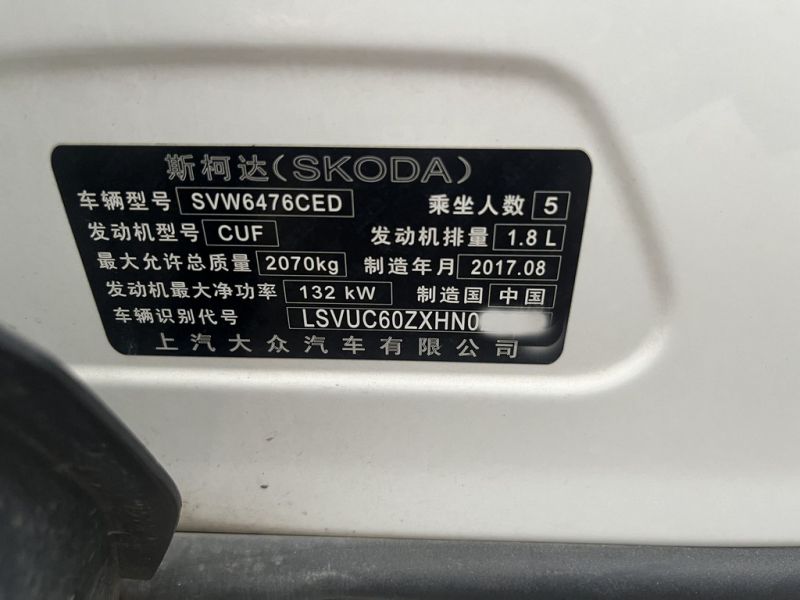 斯柯达(SKODA)
车辆型号 SVW6476CED 乘坐人数 5
发动机型号 CUF 发动机排量 1.8 L
最大允许总质量 2070kg 制造年月 2017.08
发动机最大净功率 132 kW 制造国 中国
车辆识别代号 LSVUC60ZXHN0
上汽大众汽车有限公司